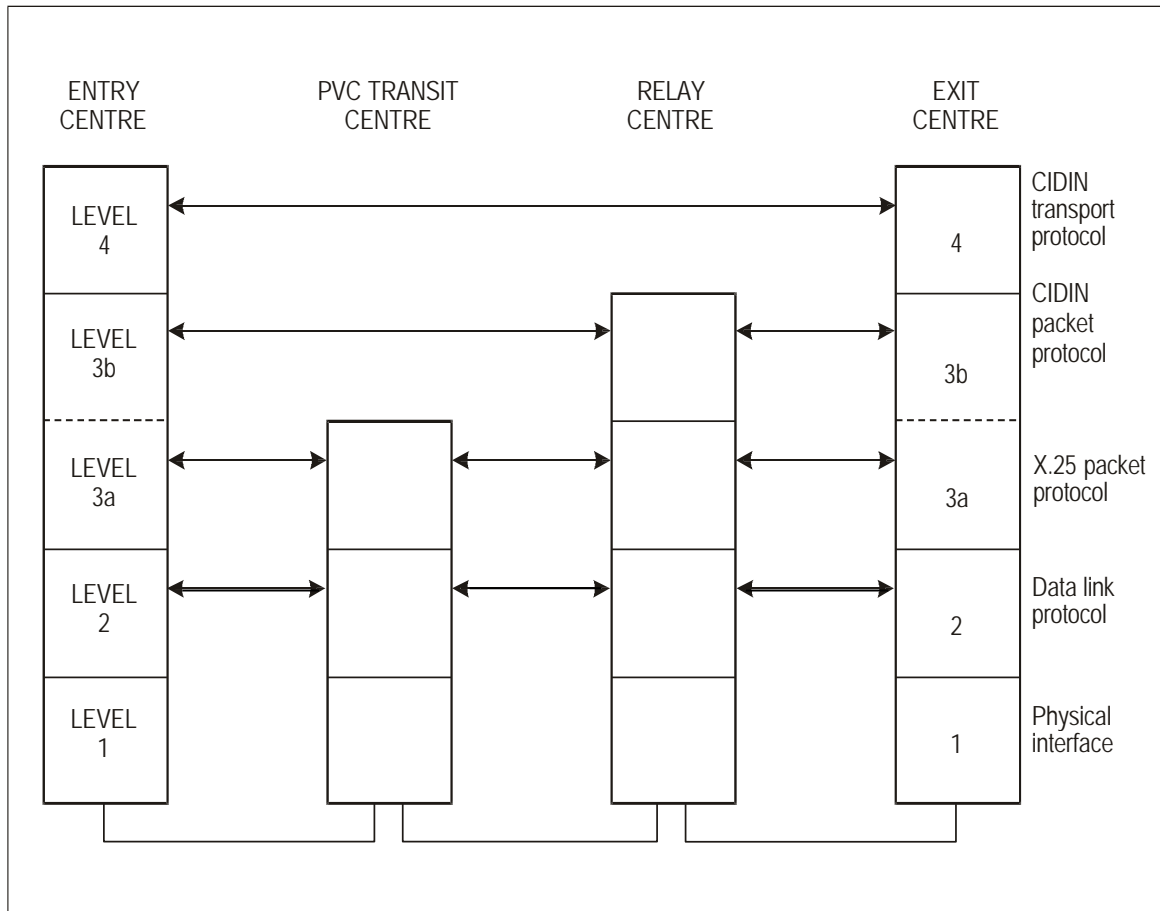 ENTRY
CENTRE
PVC TRANSIT
CENTRE
RELAY
CENTRE
EXIT
CENTRE
LEVEL
4
4
CIDIN
transport
protocol
LEVEL
3b
3b
CIDIN
packet
protocol
LEVEL
3a
3a
X.25 packet
protocol
LEVEL
2
2
Data link
protocol
LEVEL
1
1
Physical
interface